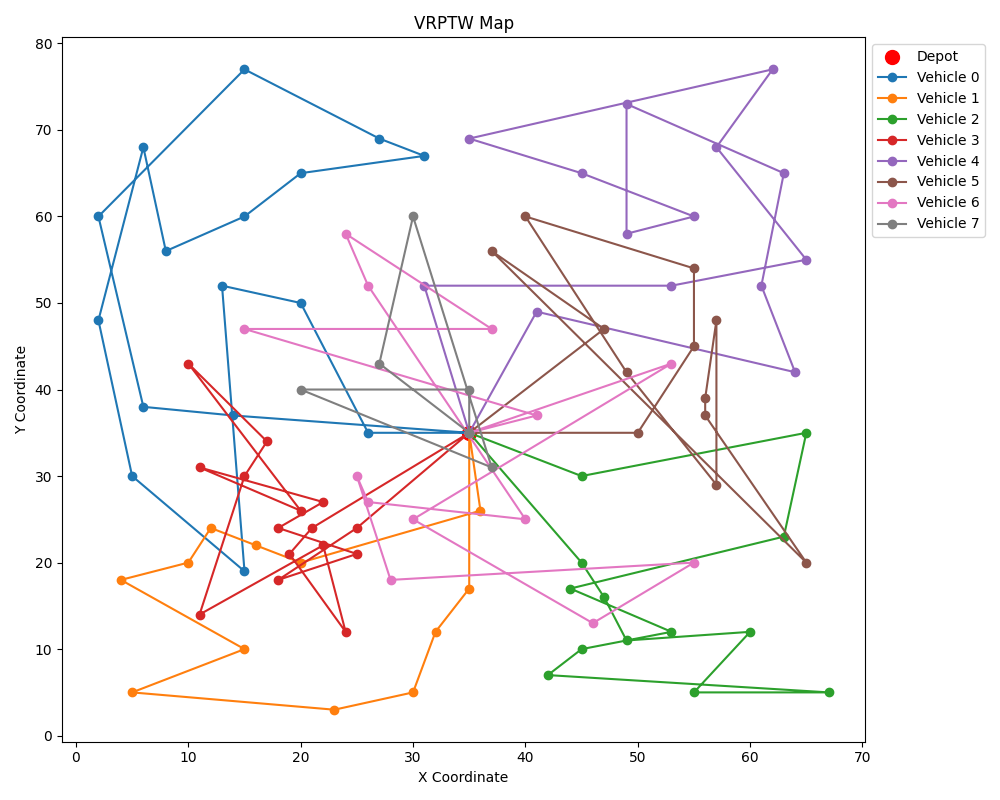 VRPTW Map
Y Coordinate
80
70
60
50
40
30
20
10
0
0 10 20 30 40 50 60 70
X Coordinate
Depot
Vehicle 0
Vehicle 1
Vehicle 2
Vehicle 3
Vehicle 4
Vehicle 5
Vehicle 6
Vehicle 7